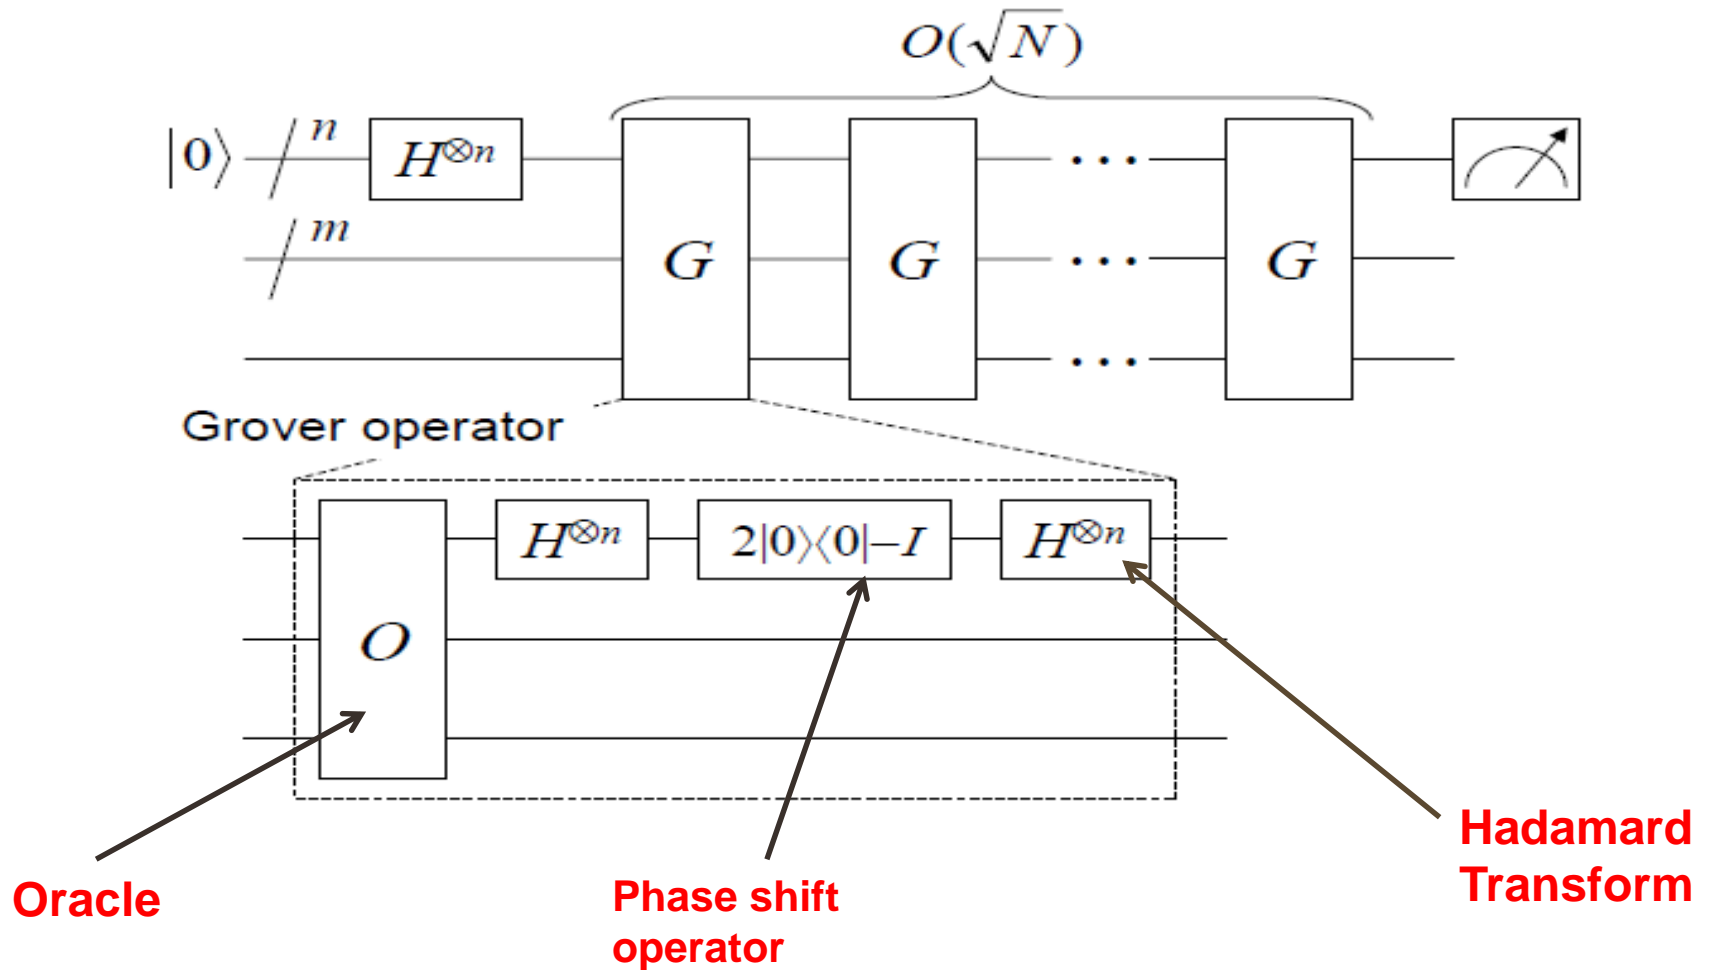 O(√N)
|0⟩ n H⊗n
m
G G ··· G
···
···
Grover operator
H⊗n 2|0⟩⟨0|−I H⊗n
O
Oracle
Phase shift
operator
Hadamard
Transform